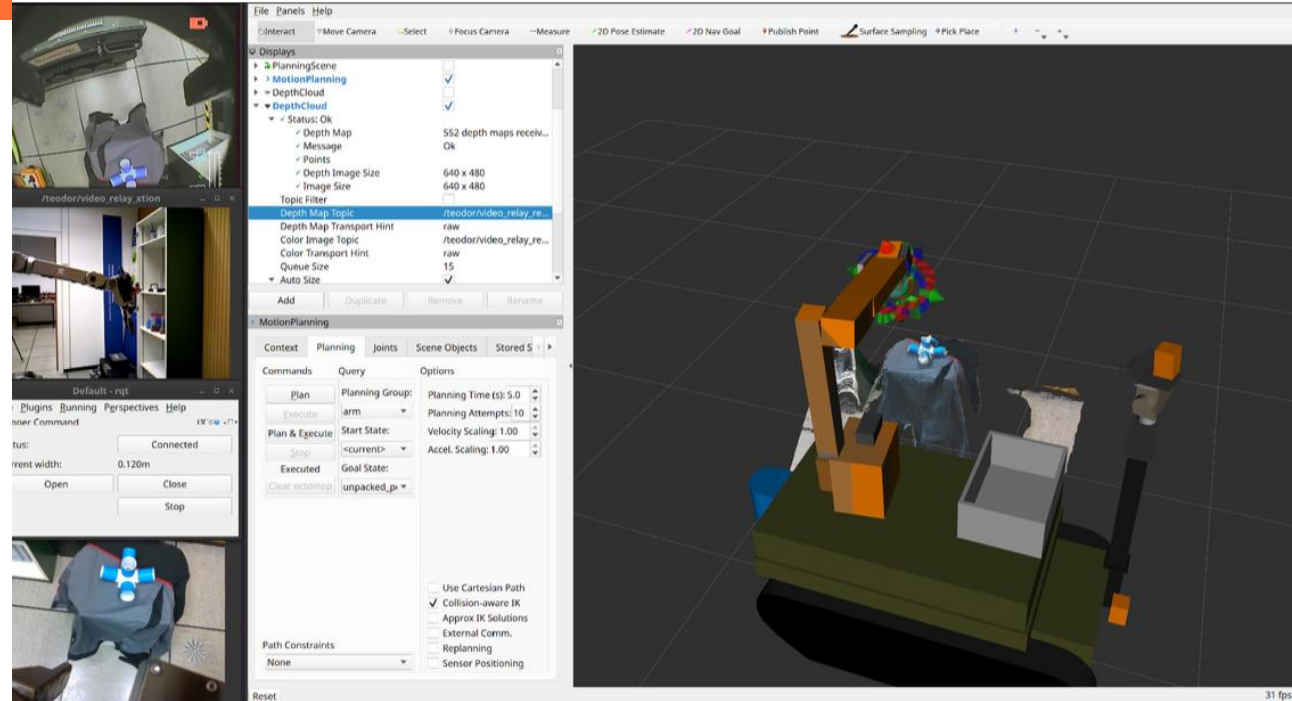 File Panels Help
Interact Move Camera Select Focus Camera Measure 2D Pose Estimate 2D Nav Goal Publish Point Surface Sampling Pick Place
Displays
PlanningScene
MotionPlanning
DepthCloud
DepthCloud
Status: Ok
Depth Map 552 depth maps receiv...
Message Ok
Points
Depth Image Size 640 x 480
Image Size 640 x 480
Topic Filter
Depth Map Topic /teodor/video_relay_re...
Depth Map Transport Hint raw
Color Image Topic /teodor/video_relay_re...
Color Transport Hint raw
Queue Size 15
Auto Size
Add Duplicate Remove Rename
MotionPlanning
Context Planning Joints Scene Objects Stored S
Commands Query Options
Plan
Execute
Plan & Execute
Stop
Executed
Clear octomap
Planning Group:
arm
Start State:
<current>
Goal State:
unpacked_p
Planning Time (s): 5.0
Planning Attempts: 10
Velocity Scaling: 1.00
Accel. Scaling: 1.00
Use Cartesian Path
Collision-aware IK
Approx IK Solutions
External Comm.
Replanning
Sensor Positioning
Path Constraints
None
Reset
31 fps
/teodor/video_relay_xtion
Default - rqt
Plugins Running Perspectives Help
pper Command
tus: Connected
rrent width: 0.120m
Open Close
Stop